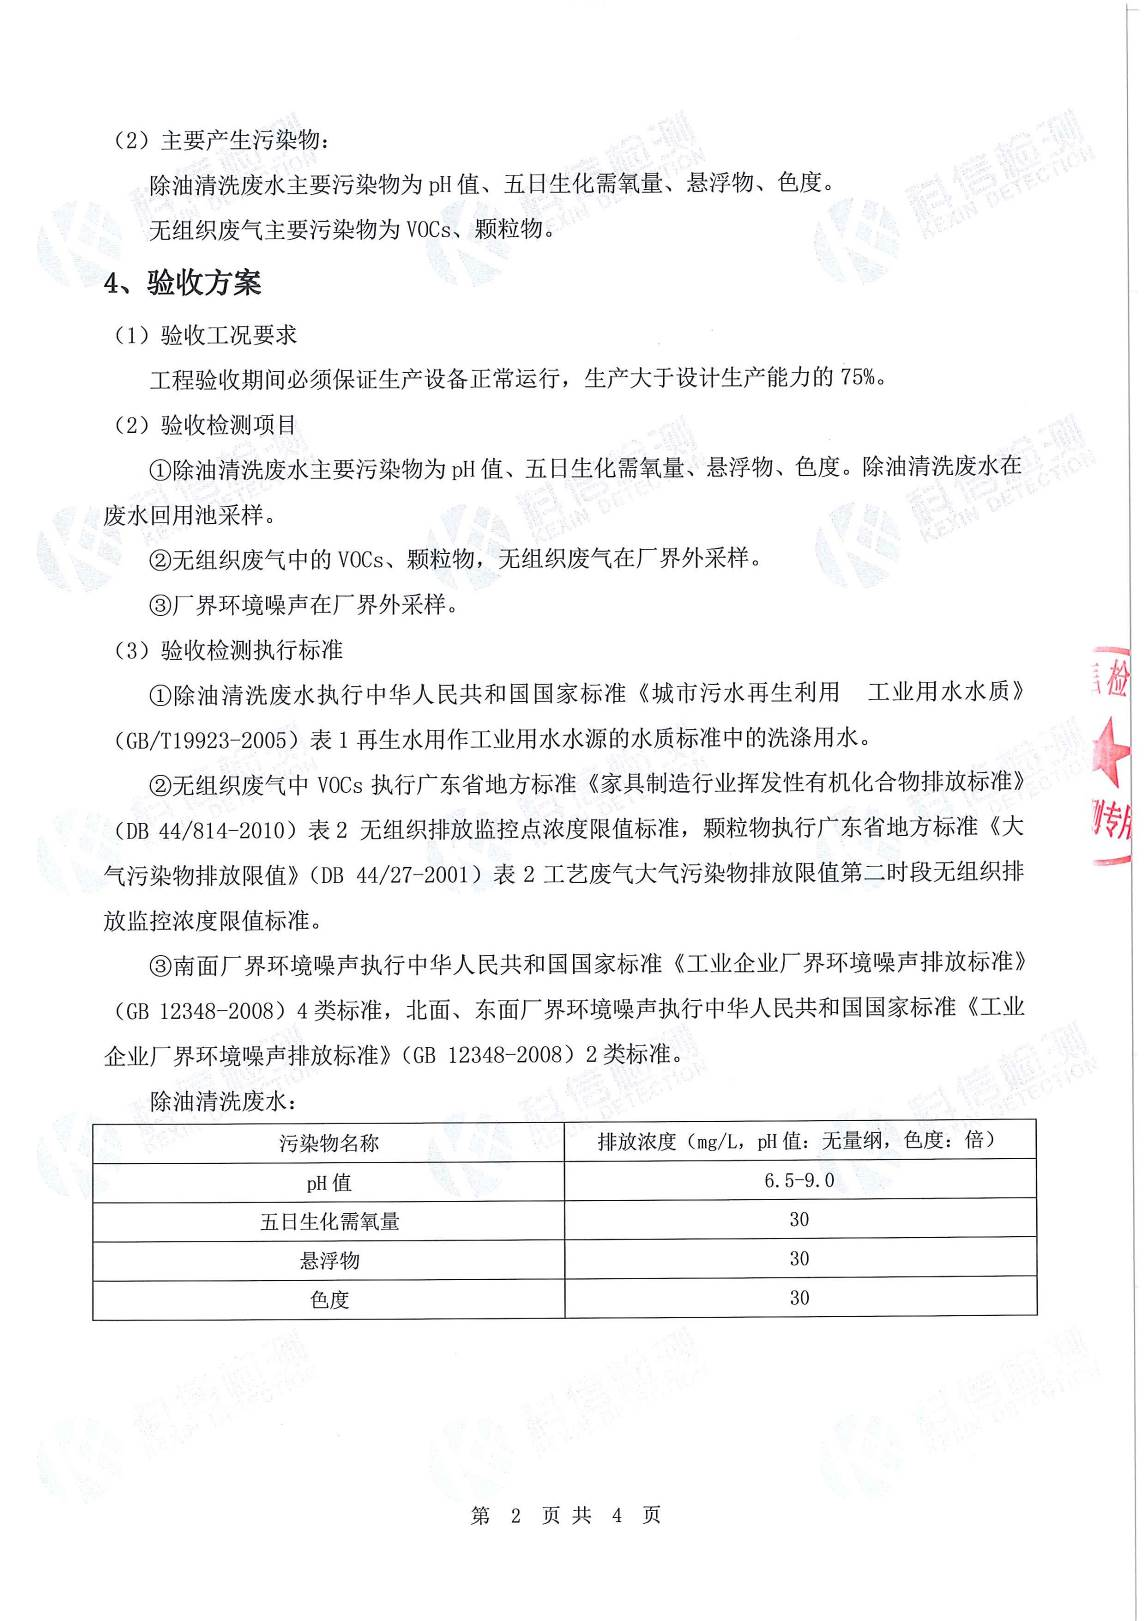 （2）主要产生污染物：
除油清洗废水主要污染物为 pH 值、五日生化需氧量、悬浮物、色度。
无组织废气主要污染物为 VOCs、颗粒物。
4、验收方案
（1）验收工况要求
工程验收期间必须保证生产设备正常运行，生产大于设计生产能力的 75%。
（2）验收检测项目
①除油清洗废水主要污染物为 pH 值、五日生化需氧量、悬浮物、色度。除油清洗废水在
废水回用池采样。
②无组织废气中的 VOCs、颗粒物，无组织废气在厂界外采样。
③厂界环境噪声在厂界外采样。
（3）验收检测执行标准
①除油清洗废水执行中华人民共和国国家标准《城市污水再生利用　工业用水水质》
（GB/T19923-2005）表 1 再生水用作工业用水水源的水质标准中的洗涤用水。
②无组织废气中 VOCs 执行广东省地方标准《家具制造行业挥发性有机化合物排放标准》
（DB 44/814-2010）表 2 无组织排放监控点浓度限值标准，颗粒物执行广东省地方标准《大
气污染物排放限值》（DB 44/27-2001）表 2 工艺废气大气污染物排放限值第二时段无组织排
放监控浓度限值标准。
③南面厂界环境噪声执行中华人民共和国国家标准《工业企业厂界环境噪声排放标准》
（GB 12348-2008）4 类标准，北面、东面厂界环境噪声执行中华人民共和国国家标准《工业
企业厂界环境噪声排放标准》（GB 12348-2008）2 类标准。
除油清洗废水：
污染物名称　排放浓度（mg/L，pH 值：无量纲，色度：倍）
pH 值　6.5-9.0
五日生化需氧量　30
悬浮物　30
色度　30
第 2 页 共 4 页
科信检测
KEXIN DETECTION
检
专用